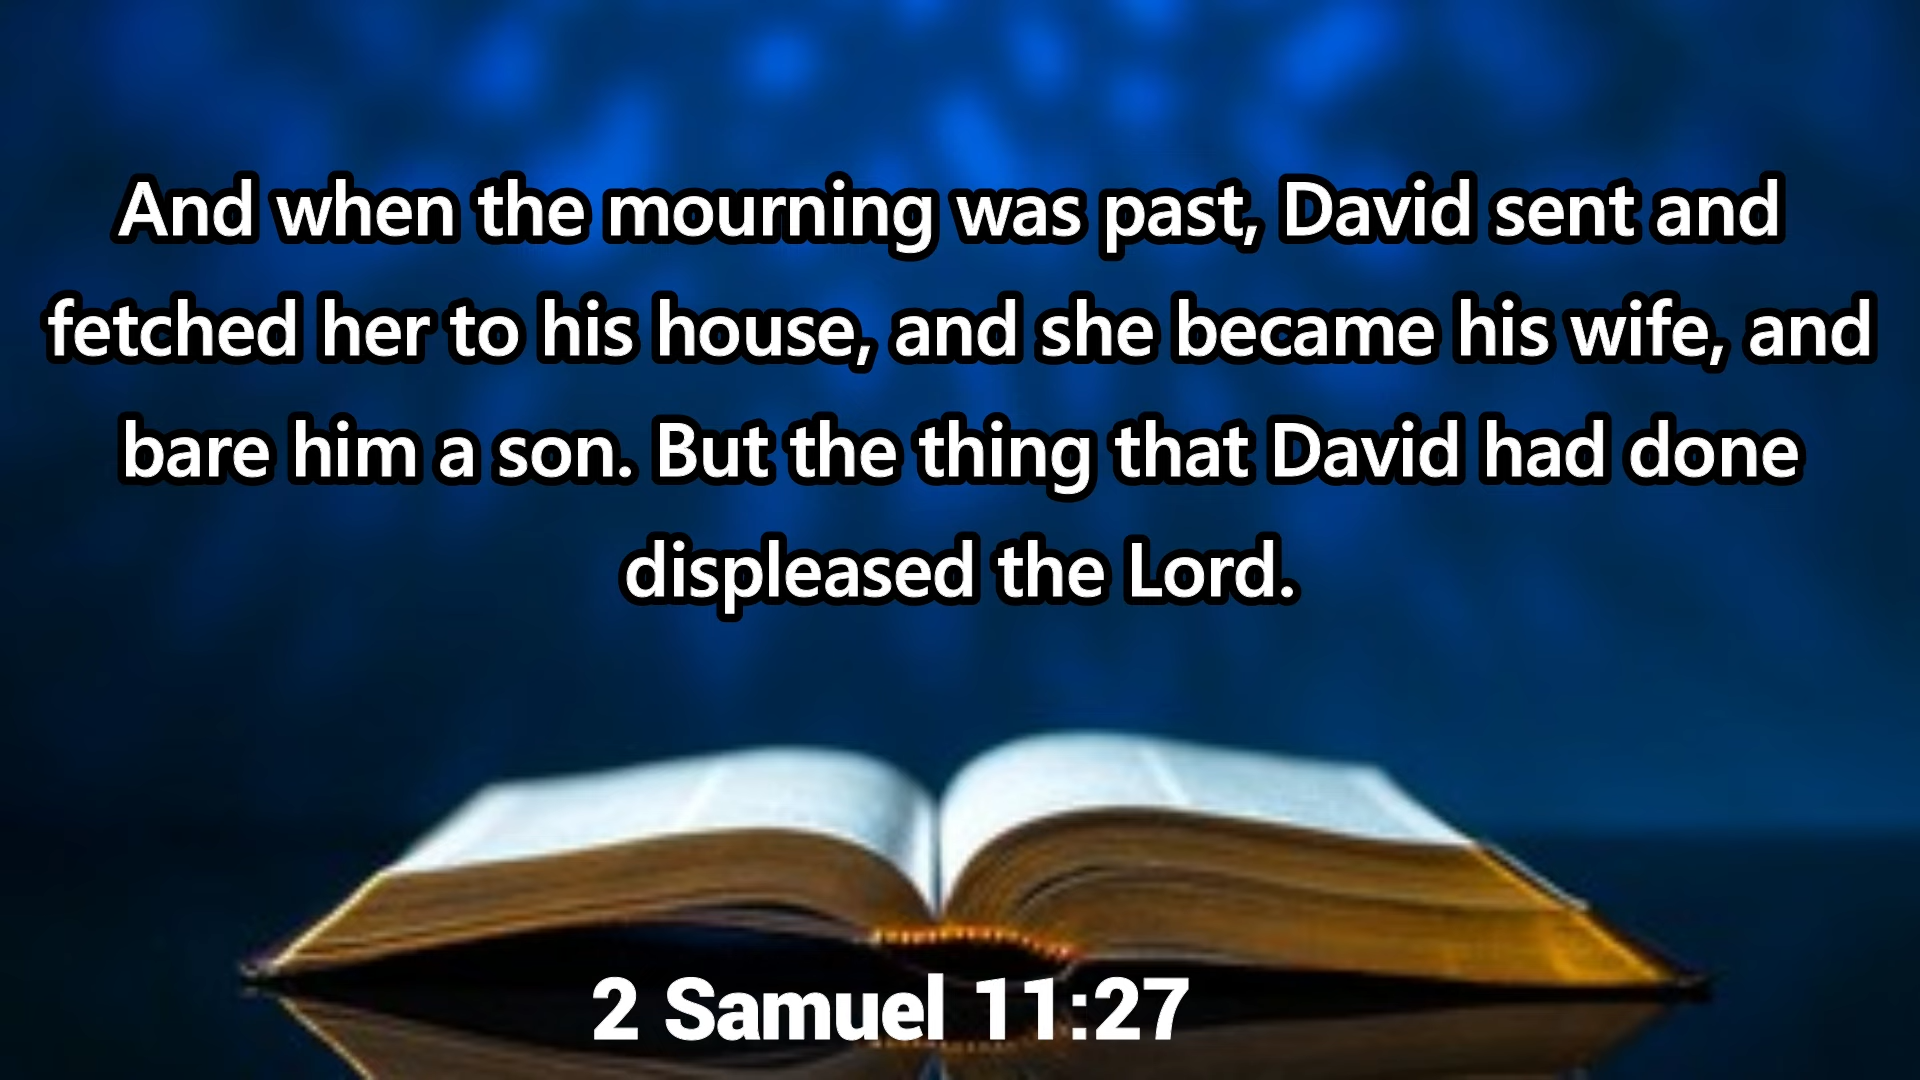 And when the mourning was past, David sent and
fetched her to his house, and she became his wife, and
bare him a son. But the thing that David had done
displeased the Lord.
2 Samuel 11:27